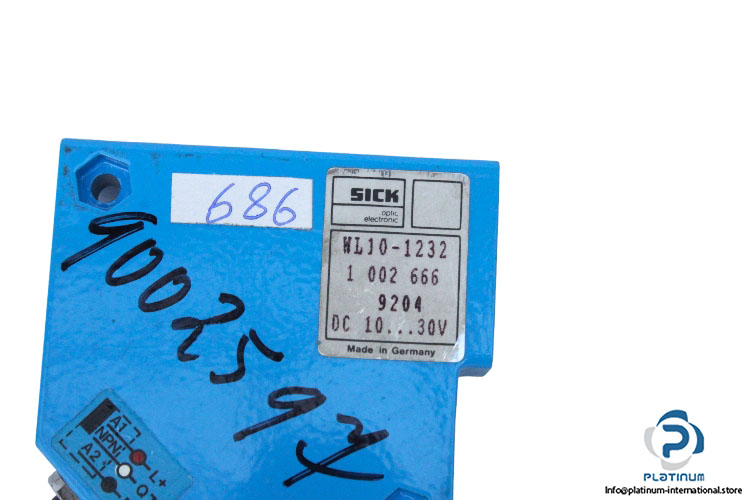 686
SICK
optic
electronic
WL10-1232
1 002 666
9204
DC 10...30V
Made in Germany
A1
NPN
L+
A2
Q
PLATINUM
Info@platinum-international.store